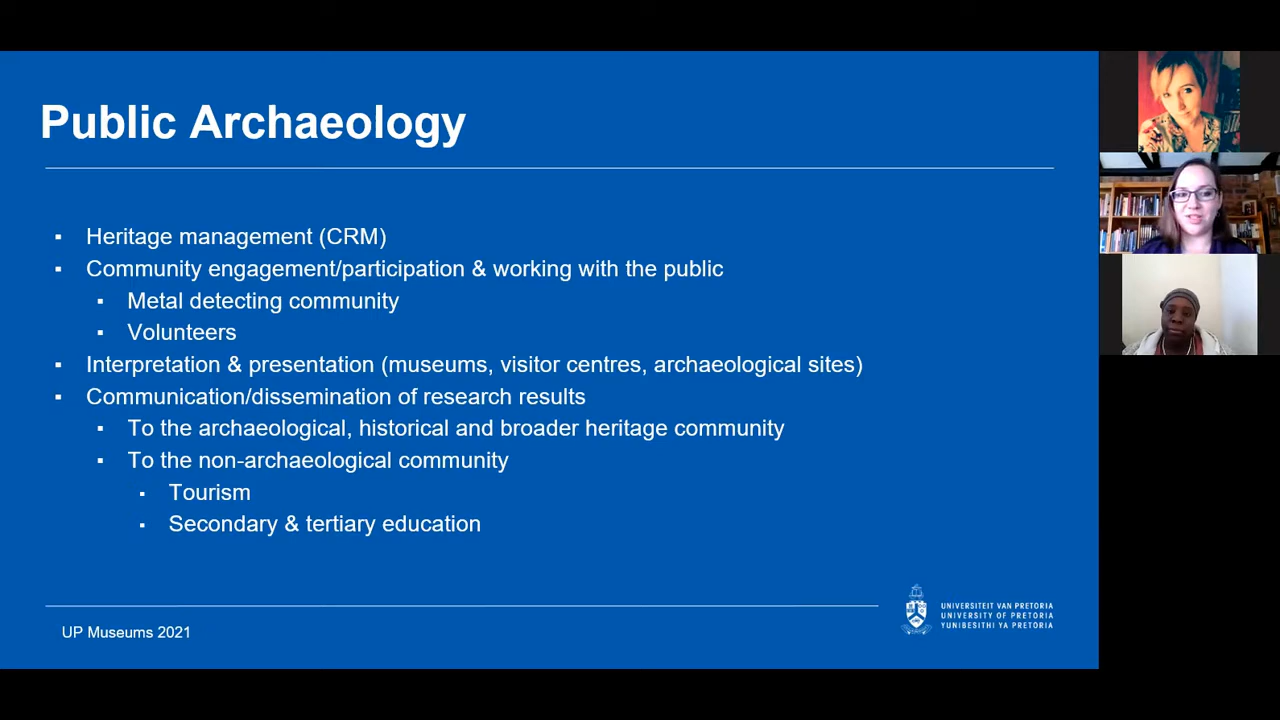 Public Archaeology
▪ Heritage management (CRM)
▪ Community engagement/participation & working with the public
▪ Metal detecting community
▪ Volunteers
▪ Interpretation & presentation (museums, visitor centres, archaeological sites)
▪ Communication/dissemination of research results
▪ To the archaeological, historical and broader heritage community
▪ To the non-archaeological community
▪ Tourism
▪ Secondary & tertiary education
UP Museums 2021
UNIVERSITEIT VAN PRETORIA
UNIVERSITY OF PRETORIA
YUNIBESITHI YA PRETORIA